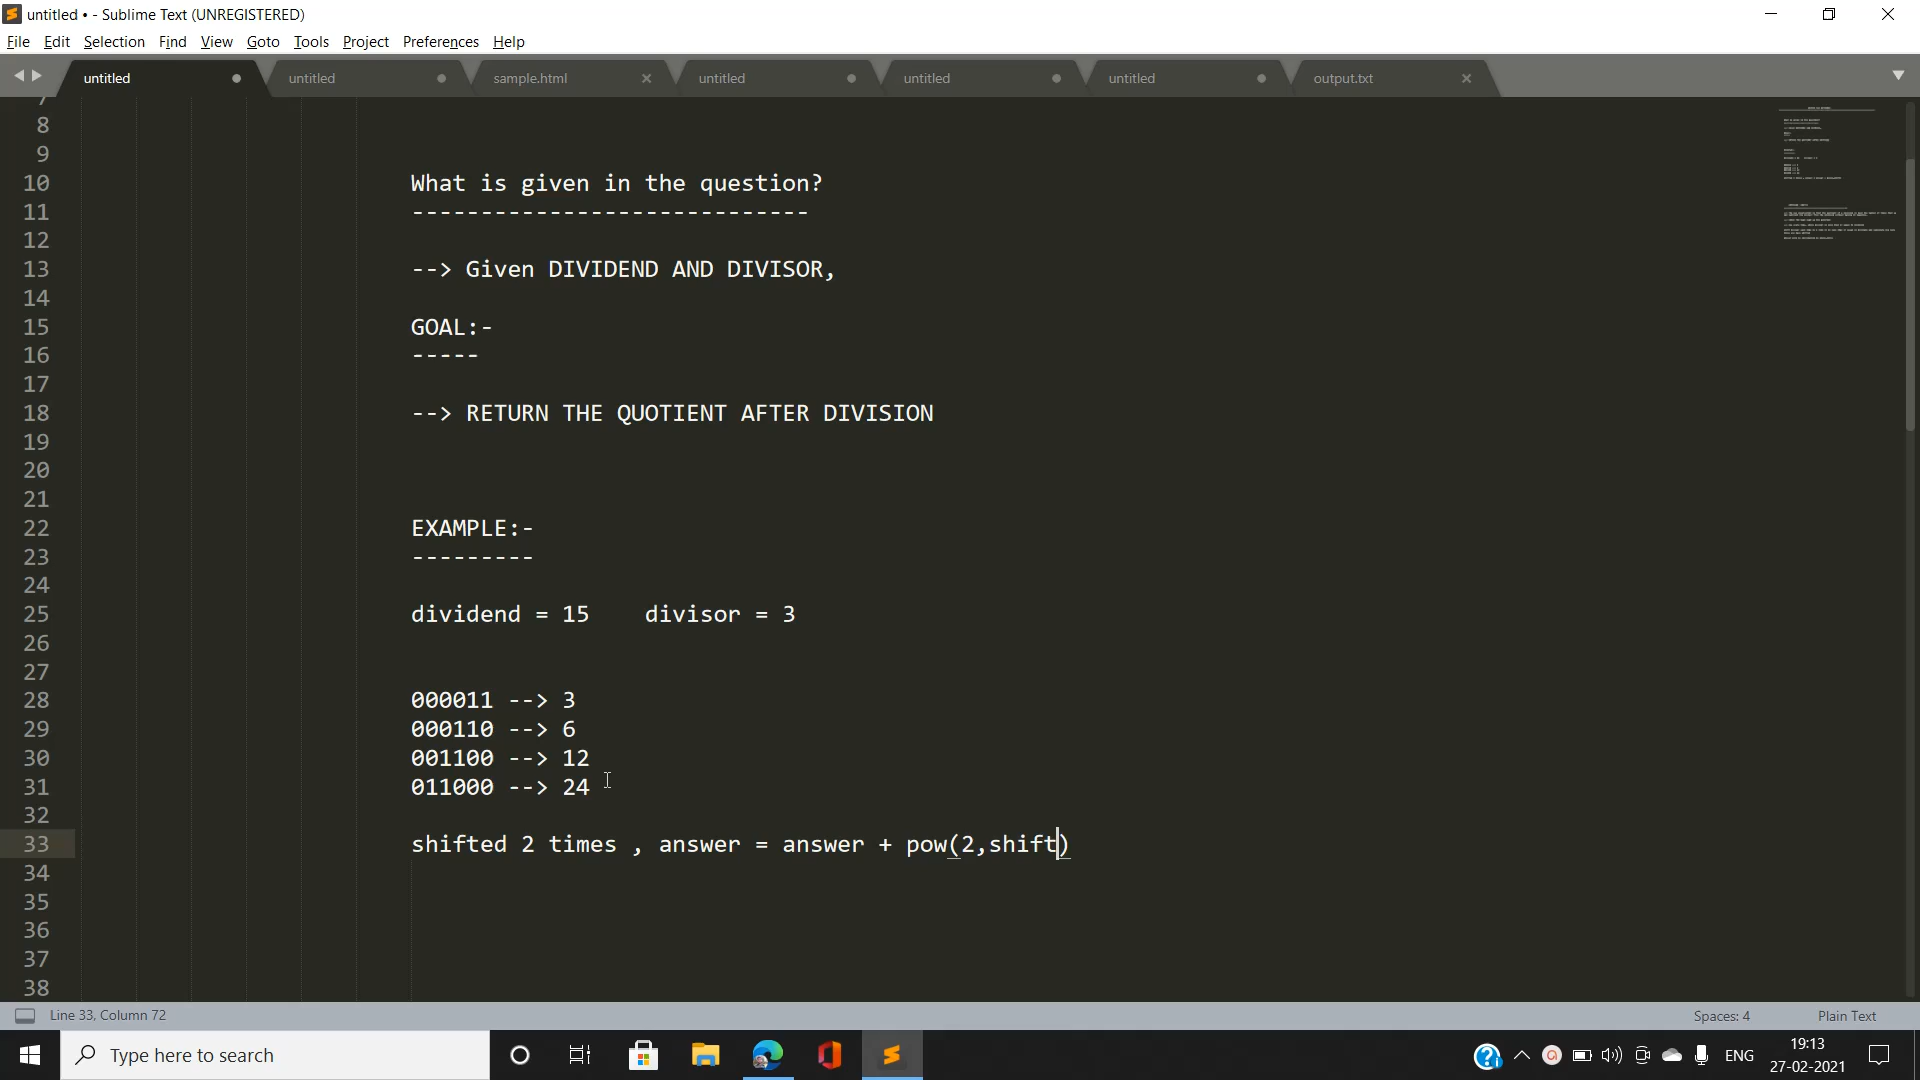 untitled • - Sublime Text (UNREGISTERED)
File Edit Selection Find View Goto Tools Project Preferences Help
untitled untitled sample.html untitled untitled untitled output.txt
7
8
9
10 What is given in the question?
11 -----------------------------
12
13 --> Given DIVIDEND AND DIVISOR,
14
15 GOAL:-
16 -----
17
18 --> RETURN THE QUOTIENT AFTER DIVISION
19
20
21
22 EXAMPLE:-
23 ---------
24
25 dividend = 15    divisor = 3
26
27
28 000011 --> 3
29 000110 --> 6
30 001100 --> 12
31 011000 --> 24
32
33 shifted 2 times , answer = answer + pow(2,shift)
34
35
36
37
38
Line 33, Column 72 Spaces: 4 Plain Text
Type here to search
ENG
19:13
27-02-2021